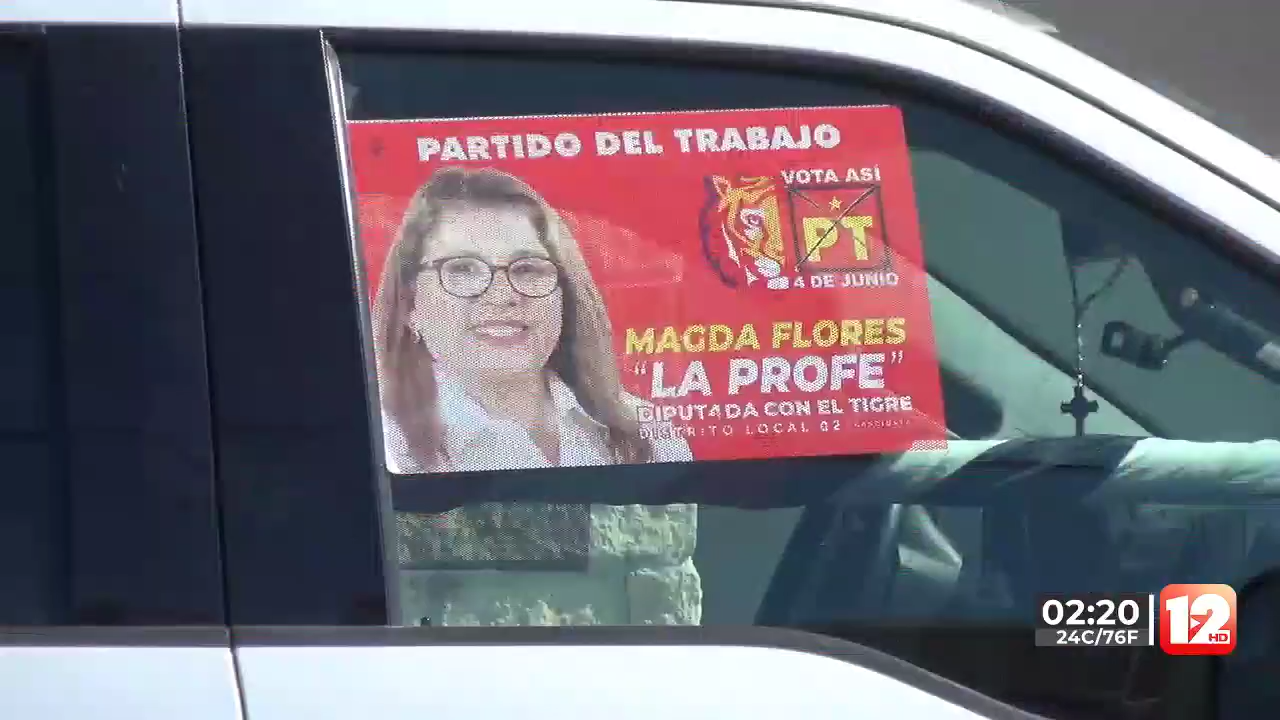 PARTIDO DEL TRABAJO
VOTA ASÍ
PT
4 DE JUNIO
MAGDA FLORES
"LA PROFE"
DIPUTADA CON EL TIGRE
DISTRITO LOCAL 02
02:20
24C/76F
12
HD